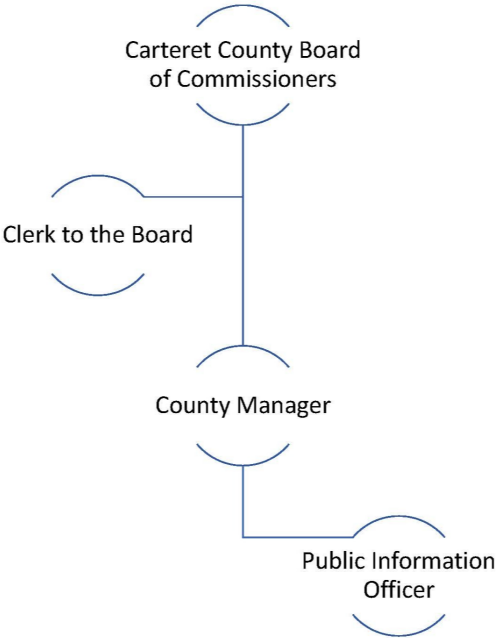 Carteret County Board
of Commissioners
Clerk to the Board
County Manager
Public Information
Officer